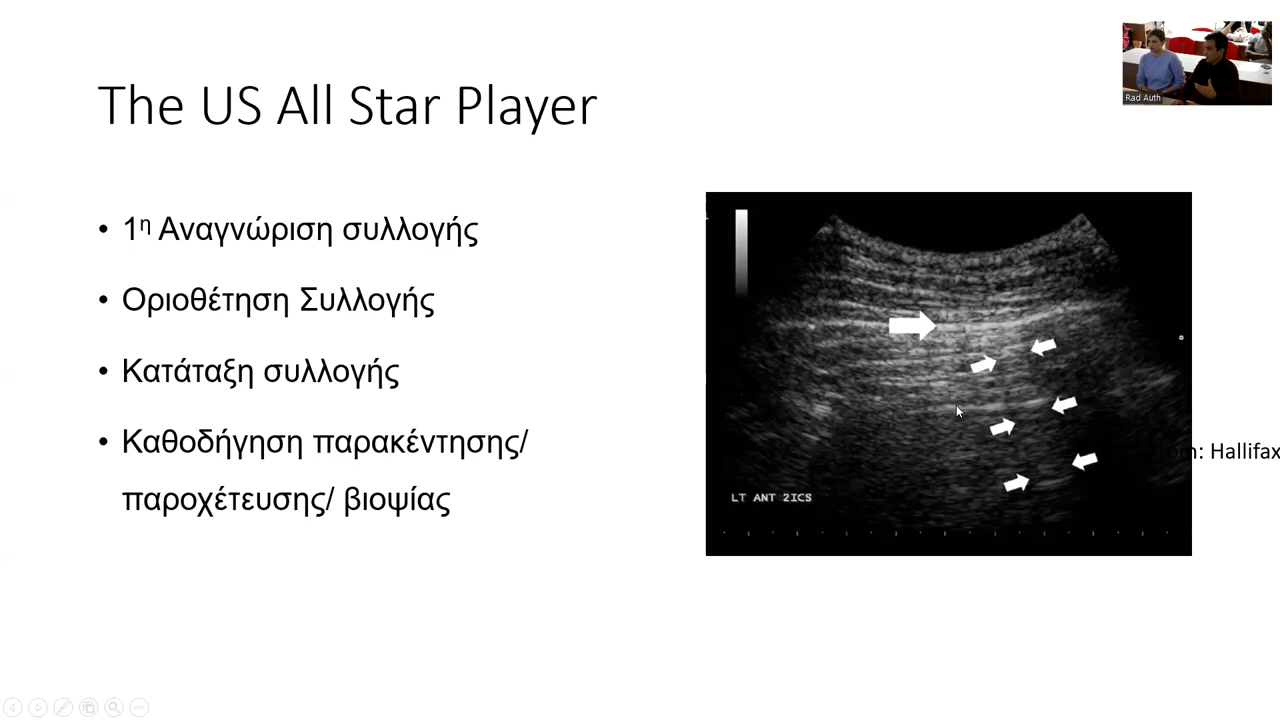 The US All Star Player
Rad Auth
• 1η Αναγνώριση συλλογής
• Οριοθέτηση Συλλογής
• Κατάταξη συλλογής
• Καθοδήγηση παρακέντησης/
παροχέτευσης/ βιοψίας
LT ANT 2ICS
: Hallifax